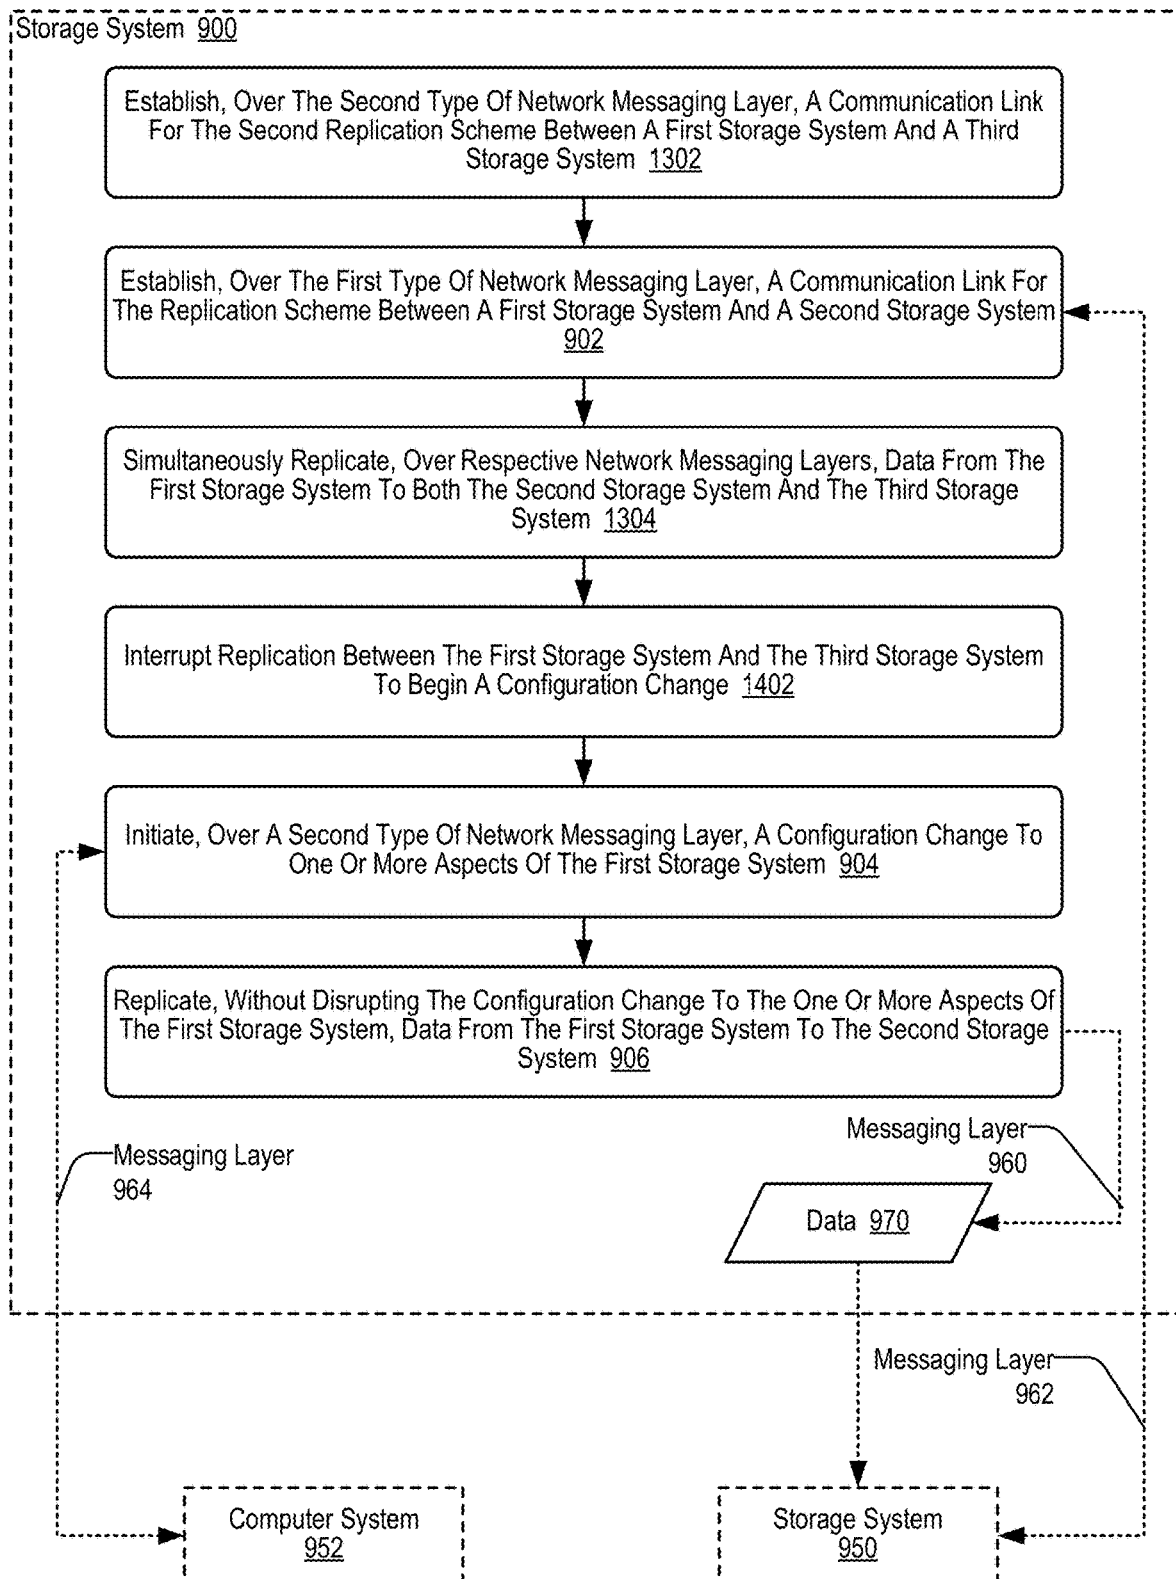 Storage System 900
Establish, Over The Second Type Of Network Messaging Layer, A Communication Link
For The Second Replication Scheme Between A First Storage System And A Third
Storage System 1302
Establish, Over The First Type Of Network Messaging Layer, A Communication Link For
The Replication Scheme Between A First Storage System And A Second Storage System
902
Simultaneously Replicate, Over Respective Network Messaging Layers, Data From The
First Storage System To Both The Second Storage System And The Third Storage
System 1304
Interrupt Replication Between The First Storage System And The Third Storage System
To Begin A Configuration Change 1402
Initiate, Over A Second Type Of Network Messaging Layer, A Configuration Change To
One Or More Aspects Of The First Storage System 904
Replicate, Without Disrupting The Configuration Change To The One Or More Aspects Of
The First Storage System, Data From The First Storage System To The Second Storage
System 906
Messaging Layer
964
Messaging Layer
960
Data 970
Messaging Layer
962
Computer System
952
Storage System
950